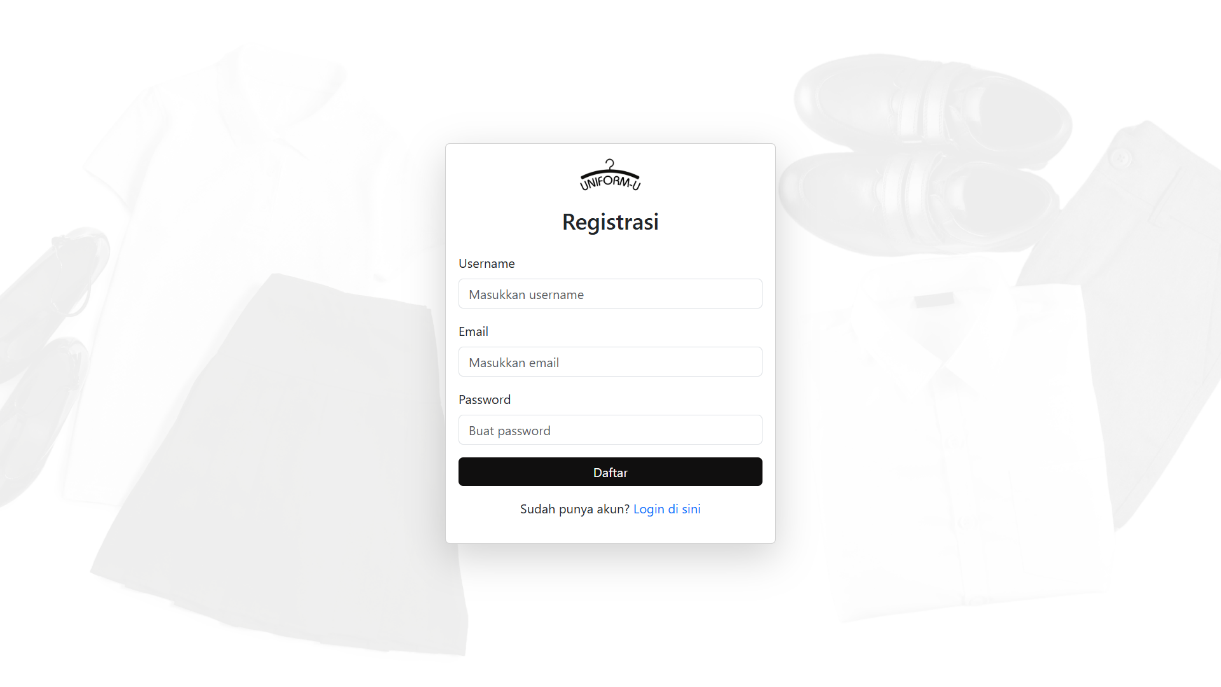 UNIFORM-U
Registrasi
Username
Masukkan username
Email
Masukkan email
Password
Buat password
Daftar
Sudah punya akun? Login di sini